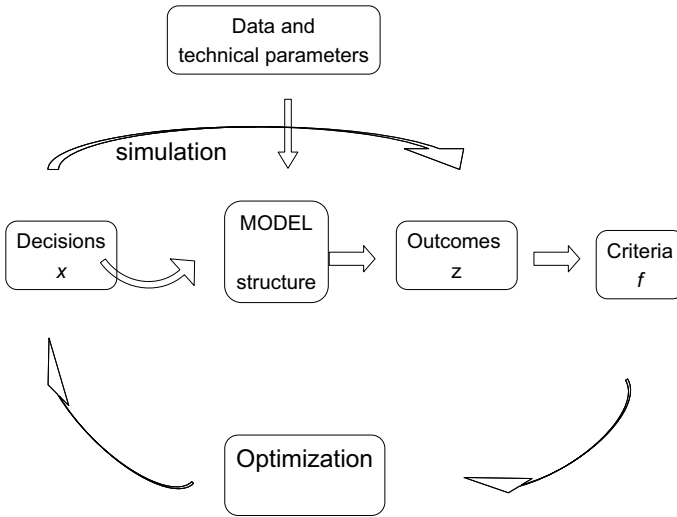 Data and
technical parameters
simulation
Decisions
x
MODEL
structure
Outcomes
z
Criteria
f
Optimization